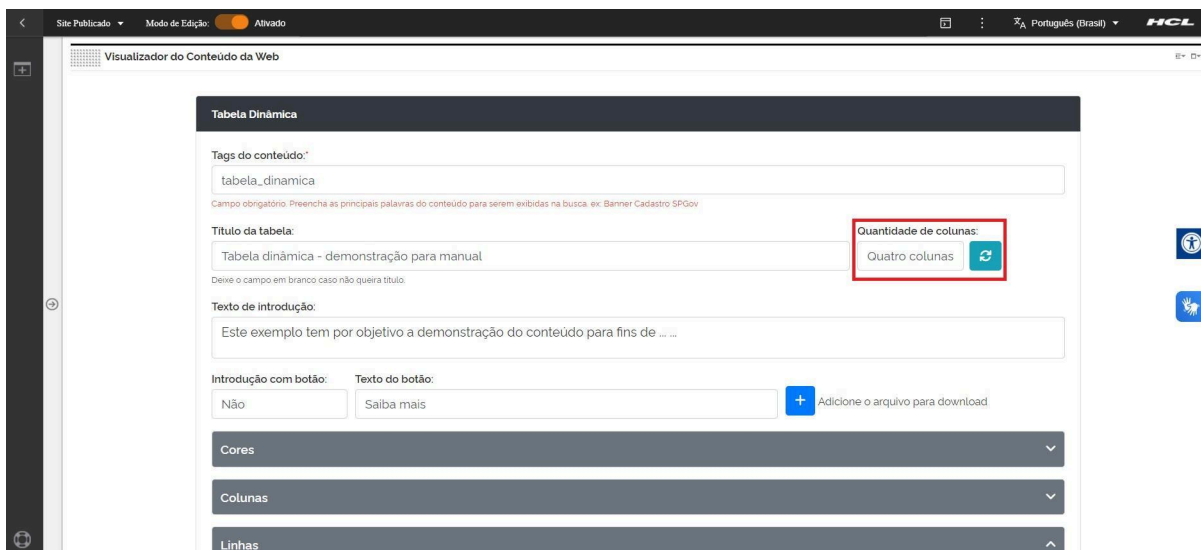 Site Publicado
Modo de Edição:
Ativado
Português (Brasil)
HCL
Visualizador do Conteúdo da Web
Tabela Dinâmica
Tags do conteúdo:*
tabela_dinamica
Campo obrigatório. Preencha as principais palavras do conteúdo para serem exibidas na busca. ex: Banner Cadastro SPGov
Título da tabela:
Quantidade de colunas:
Tabela dinâmica - demonstração para manual
Quatro colunas
Deixe o campo em branco caso não queira titulo.
Texto de introdução:
Este exemplo tem por objetivo a demonstração do conteúdo para fins de ... ...
Introdução com botão:
Texto do botão:
Não
Saiba mais
+ Adicione o arquivo para download
Cores
Colunas
Linhas